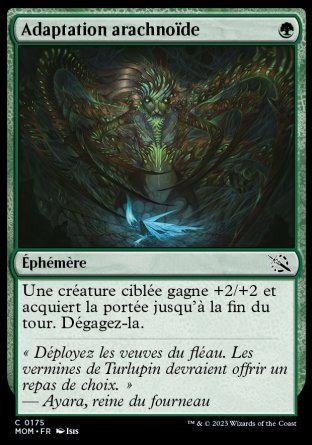 Adaptation arachnoïde
Éphémère
Une créature ciblée gagne +2/+2 et
acquiert la portée jusqu'à la fin du
tour. Dégagez-la.
« Déployez les veuves du fléau. Les
vermines de Turlupin devraient offrir un
repas de choix. »
— Ayara, reine du fourneau
C 0175
MOM • FR Isis
™ & © 2023 Wizards of the Coast